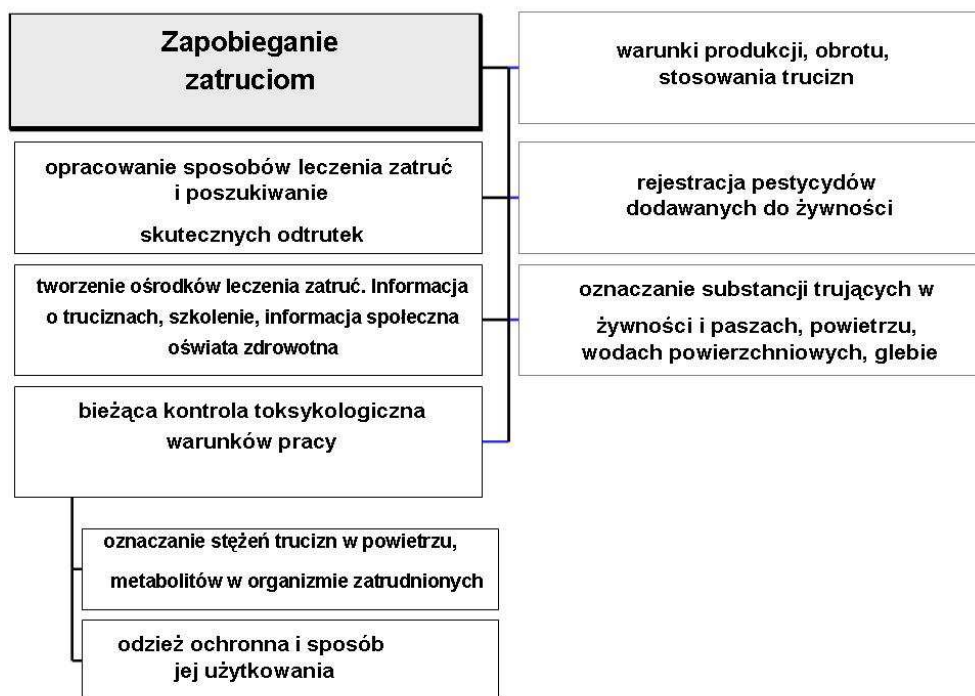 Zapobieganie
zatruciom
warunki produkcji, obrotu,
stosowania trucizn
opracowanie sposobów leczenia zatruć
i poszukiwanie
skutecznych odtrutek
rejestracja pestycydów
dodawanych do żywności
tworzenie ośrodków leczenia zatruć. Informacja
o truciznach, szkolenie, informacja społeczna
oświata zdrowotna
oznaczanie substancji trujących w
żywności i paszach, powietrzu,
wodach powierzchniowych, glebie
bieżąca kontrola toksykologiczna
warunków pracy
oznaczanie stężeń trucizn w powietrzu,
metabolitów w organizmie zatrudnionych
odzież ochronna i sposób
jej użytkowania